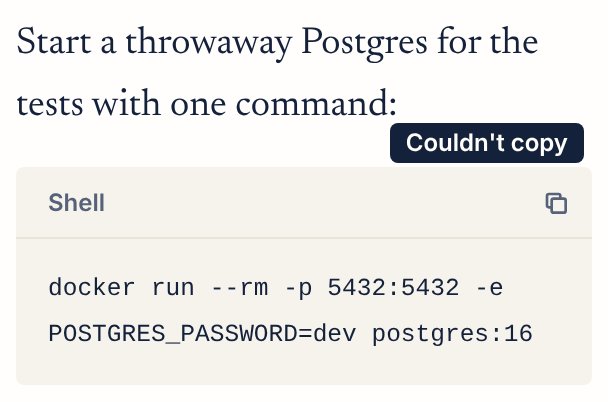 Start a throwaway Postgres for the
tests with one command:
Couldn't copy
Shell
docker run --rm -p 5432:5432 -e
POSTGRES_PASSWORD=dev postgres:16